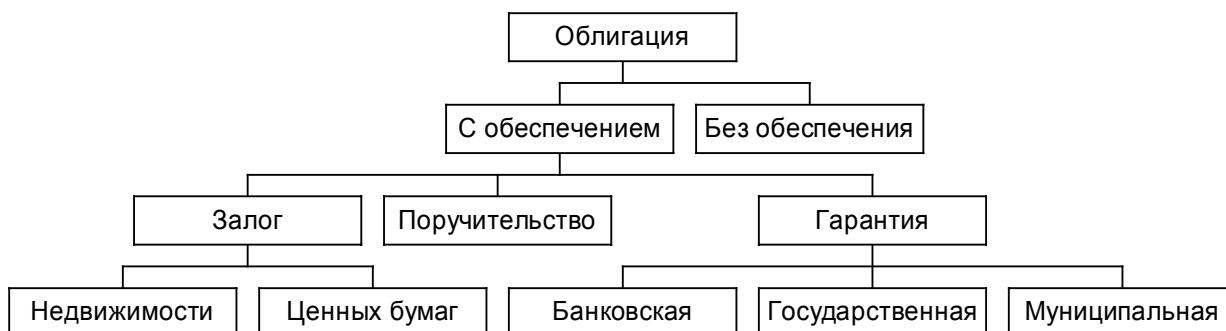 Облигация
С обеспечением
Без обеспечения
Залог
Поручительство
Гарантия
Недвижимости
Ценных бумаг
Банковская
Государственная
Муниципальная